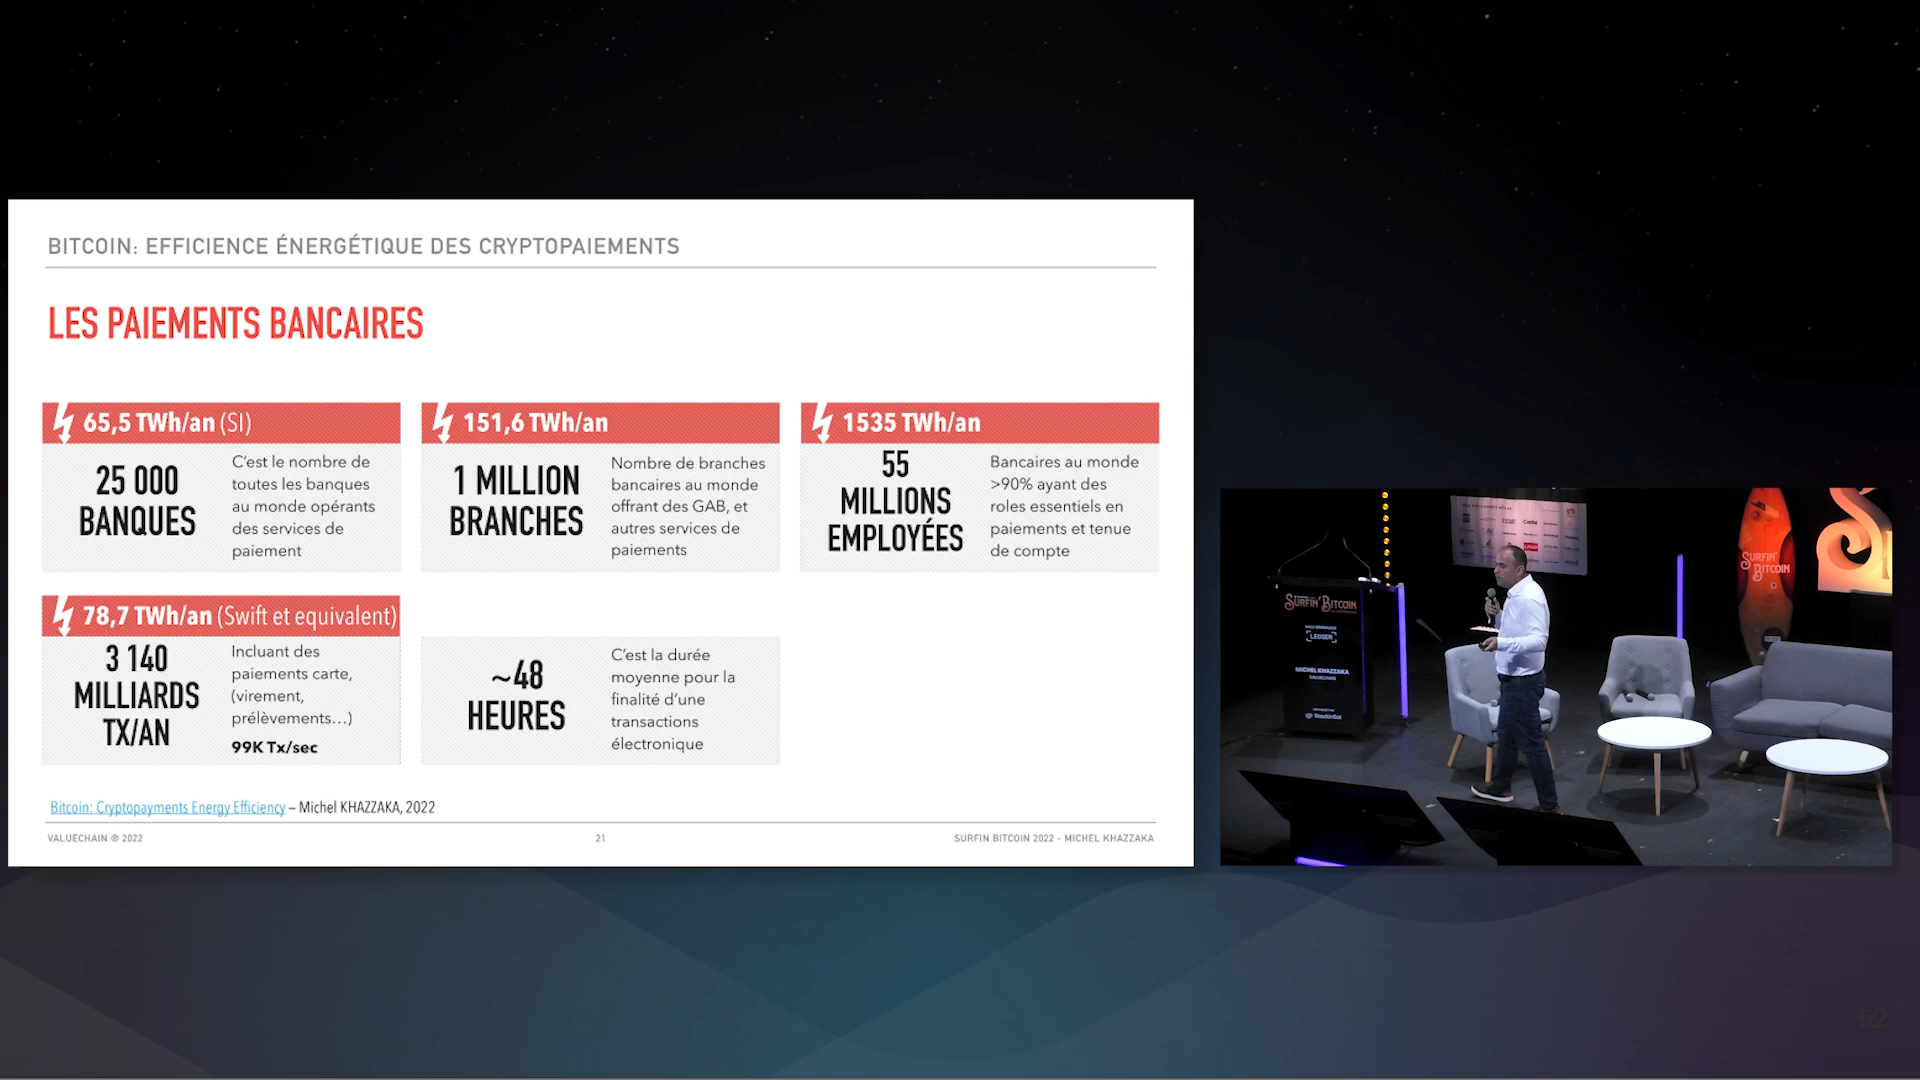 BITCOIN: EFFICIENCE ÉNERGÉTIQUE DES CRYPTOPAIEMENTS
LES PAIEMENTS BANCAIRES
65,5 TWh/an (SI)
25 000
BANQUES
C'est le nombre de
toutes les banques
au monde opérants
des services de
paiement
151,6 TWh/an
1 MILLION
BRANCHES
Nombre de branches
bancaires au monde
offrant des GAB, et
autres services de
paiements
1535 TWh/an
55
MILLIONS
EMPLOYÉES
Bancaires au monde
>90% ayant des
roles essentiels en
paiements et tenue
de compte
78,7 TWh/an (Swift et equivalent)
3 140
MILLIARDS
TX/AN
Incluant des
paiements carte,
(virement,
prélèvements...)
99K Tx/sec
~48
HEURES
C'est la durée
moyenne pour la
finalité d'une
transactions
électronique
Bitcoin: Cryptopayments Energy Efficiency – Michel KHAZZAKA, 2022
VALUECHAIN © 2022
21
SURFIN BITCOIN 2022 - MICHEL KHAZZAKA
SURFIN' BITCOIN
LEDGER
MICHEL KHAZZAKA
VALUECHAIN
StackinSat
SURFIN'
BITCOIN
52